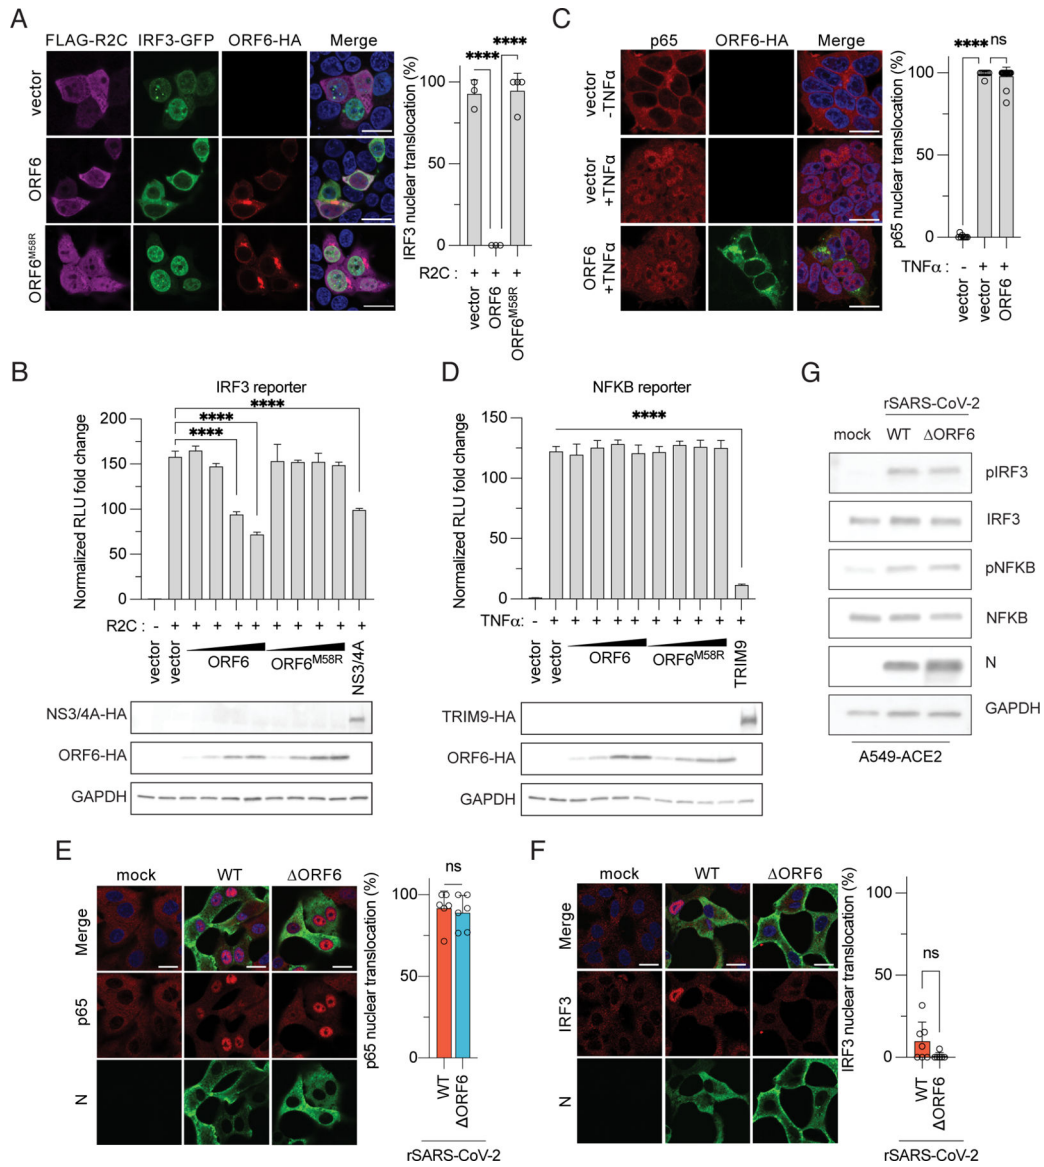 A
FLAG-R2C IRF3-GFP ORF6-HA Merge
vector
ORF6
ORF6M58R
IRF3 nuclear translocation (%)
100
50
0
**** ****
R2C : + + +
vector
ORF6
ORF6M58R
C
p65 ORF6-HA Merge
vector
-TNFα
vector
+TNFα
ORF6
+TNFα
p65 nuclear translocation (%)
100
50
0
**** ns
TNFα : - + +
vector
vector
ORF6
B
IRF3 reporter
Normalized RLU fold change
200
150
100
50
0
****
****
****
R2C : - + + + + + + + + + +
vector
vector
ORF6
ORF6M58R
NS3/4A
NS3/4A-HA
ORF6-HA
GAPDH
D
NFKB reporter
Normalized RLU fold change
150
100
50
0
****
TNFα: - + + + + + + + + + +
vector
vector
ORF6
ORF6M58R
TRIM9
TRIM9-HA
ORF6-HA
GAPDH
G
rSARS-CoV-2
mock WT ΔORF6
pIRF3
IRF3
pNFKB
NFKB
N
GAPDH
A549-ACE2
E
mock WT ΔORF6
Merge
p65
N
p65 nuclear translocation (%)
100
50
0
ns
WT
ΔORF6
rSARS-CoV-2
F
mock WT ΔORF6
Merge
IRF3
N
IRF3 nuclear translocation (%)
100
50
0
ns
WT
ΔORF6
rSARS-CoV-2